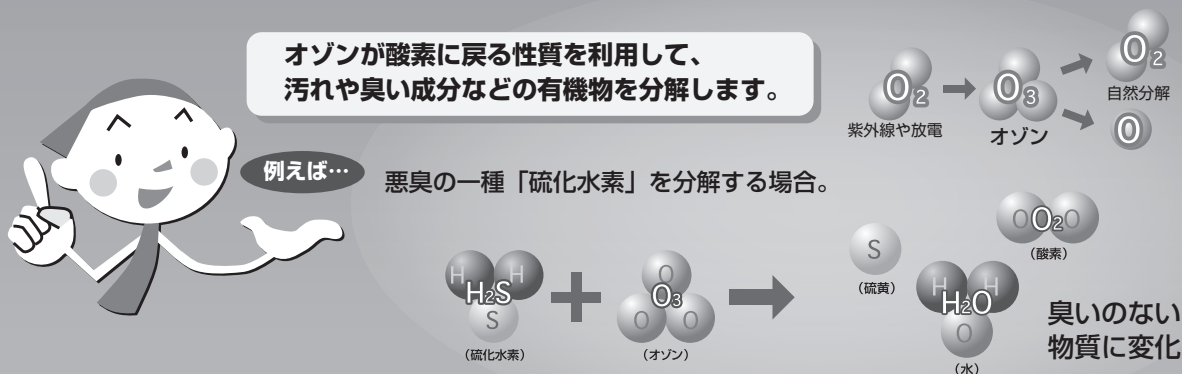 オゾンが酸素に戻る性質を利用して、
汚れや臭い成分などの有機物を分解します。
O2
紫外線や放電
O3
オゾン
O2
自然分解
O
例えば…
悪臭の一種「硫化水素」を分解する場合。
H H
H2S
S
(硫化水素)
+
O
O3
O O
(オゾン)
S
(硫黄)
O O2 O
(酸素)
H H
H2O
O
(水)
臭いのない
物質に変化